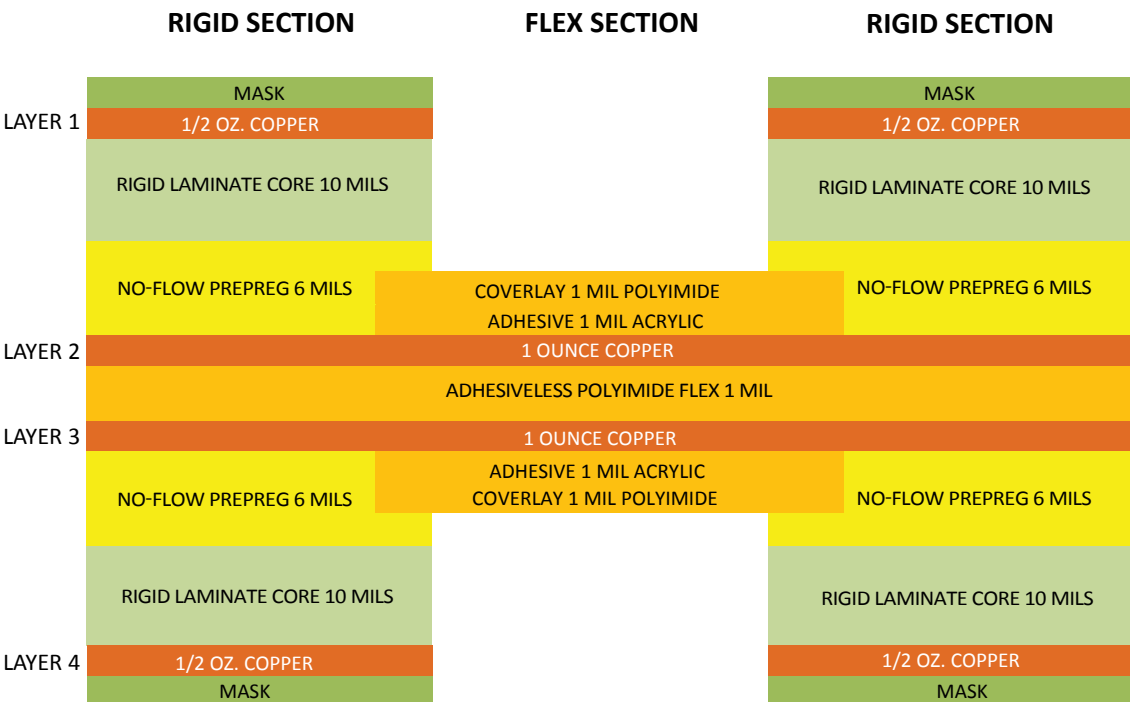 RIGID SECTION FLEX SECTION RIGID SECTION
MASK MASK
LAYER 1 1/2 OZ. COPPER 1/2 OZ. COPPER
RIGID LAMINATE CORE 10 MILS RIGID LAMINATE CORE 10 MILS
NO-FLOW PREPREG 6 MILS COVERLAY 1 MIL POLYIMIDE NO-FLOW PREPREG 6 MILS
ADHESIVE 1 MIL ACRYLIC
LAYER 2 1 OUNCE COPPER
ADHESIVELESS POLYIMIDE FLEX 1 MIL
LAYER 3 1 OUNCE COPPER
ADHESIVE 1 MIL ACRYLIC
NO-FLOW PREPREG 6 MILS COVERLAY 1 MIL POLYIMIDE NO-FLOW PREPREG 6 MILS
RIGID LAMINATE CORE 10 MILS RIGID LAMINATE CORE 10 MILS
LAYER 4 1/2 OZ. COPPER 1/2 OZ. COPPER
MASK MASK